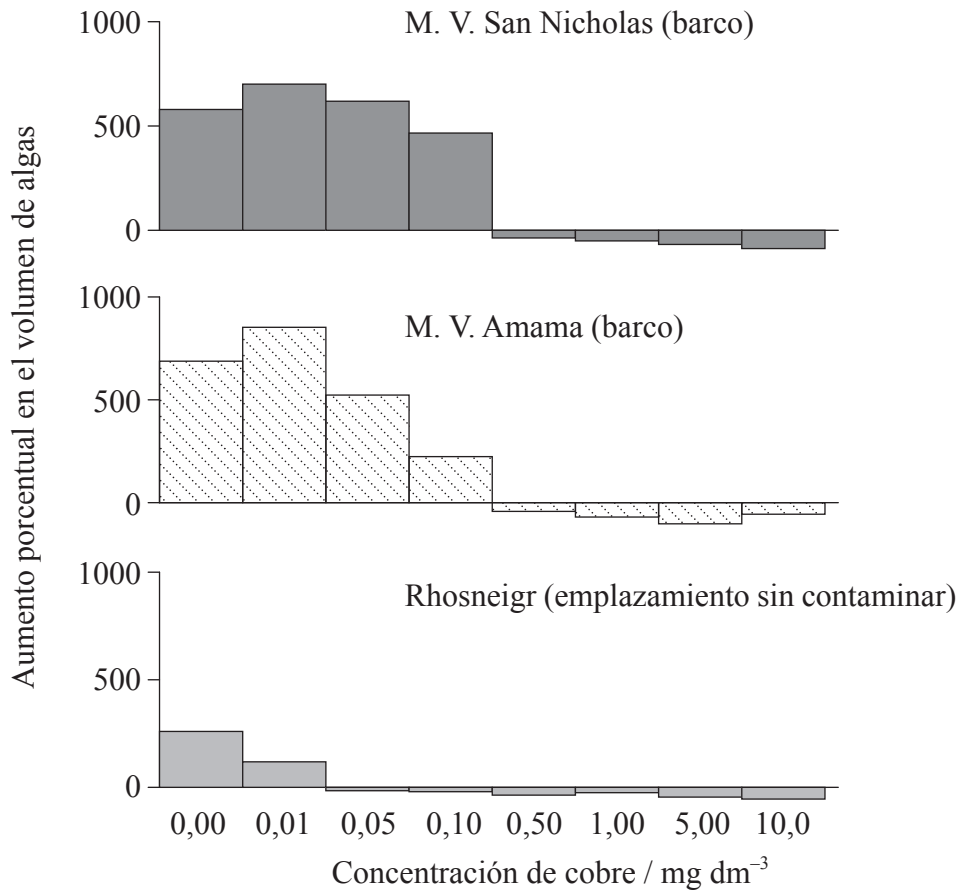 Aumento porcentual en el volumen de algas
M. V. San Nicholas (barco)
1000
500
0
M. V. Amama (barco)
1000
500
0
Rhosneigr (emplazamiento sin contaminar)
1000
500
0
0,00 0,01 0,05 0,10 0,50 1,00 5,00 10,0
Concentración de cobre / mg dm⁻³